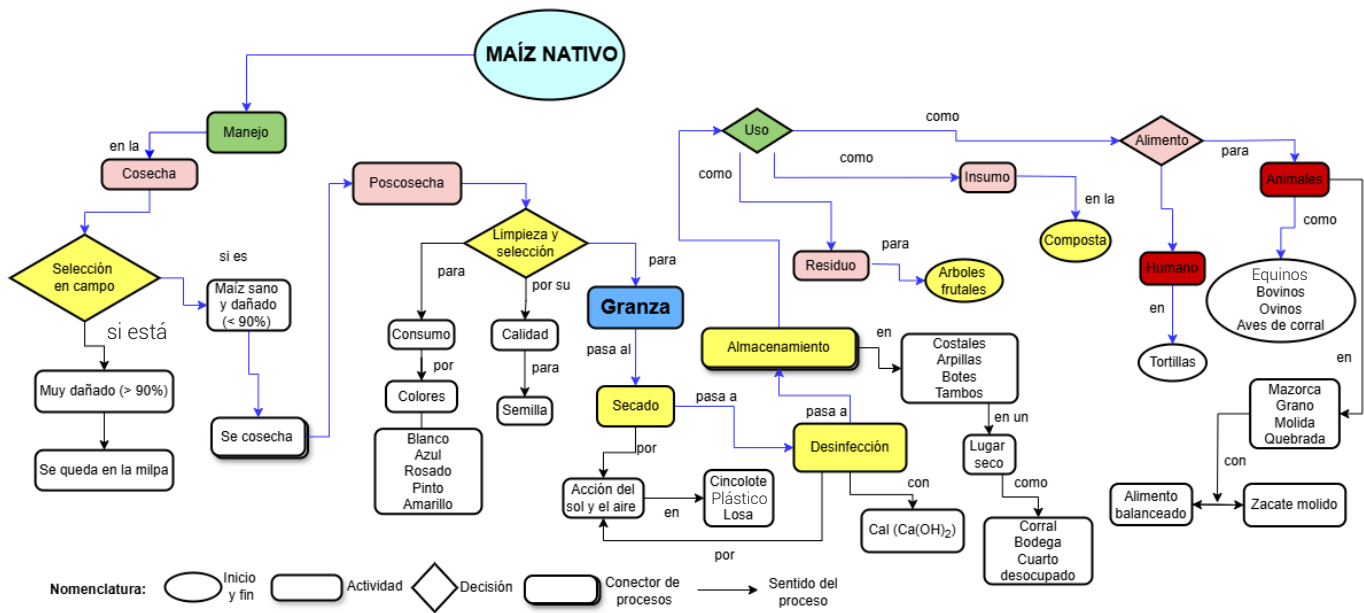 MAÍZ NATIVO
Manejo
en la
Cosecha
Selección
en campo
si es
Maíz sano
y dañado
(< 90%)
si está
Muy dañado (> 90%)
Se queda en la milpa
Se cosecha
Poscosecha
Limpieza y
selección
para
Consumo
por
Colores
Blanco
Azul
Rosado
Pinto
Amarillo
por su
Calidad
para
Semilla
para
Granza
pasa al
Secado
por
Acción del
sol y el aire
en
Cincolote
Plástico
Losa
pasa a
Desinfección
por
con
Cal (Ca(OH)₂)
pasa a
Almacenamiento
en
Costales
Arpillas
Botes
Tambos
en un
Lugar
seco
como
Corral
Bodega
Cuarto
desocupado
Uso
como
Residuo
para
Arboles
frutales
como
Insumo
en la
Composta
como
Alimento
para
Animales
como
Equinos
Bovinos
Ovinos
Aves de corral
Humano
en
Tortillas
en
Mazorca
Grano
Molida
Quebrada
con
Alimento
balanceado
Zacate molido
Nomenclatura:
Inicio
y fin
Actividad
Decisión
Conector de
procesos
Sentido del
proceso